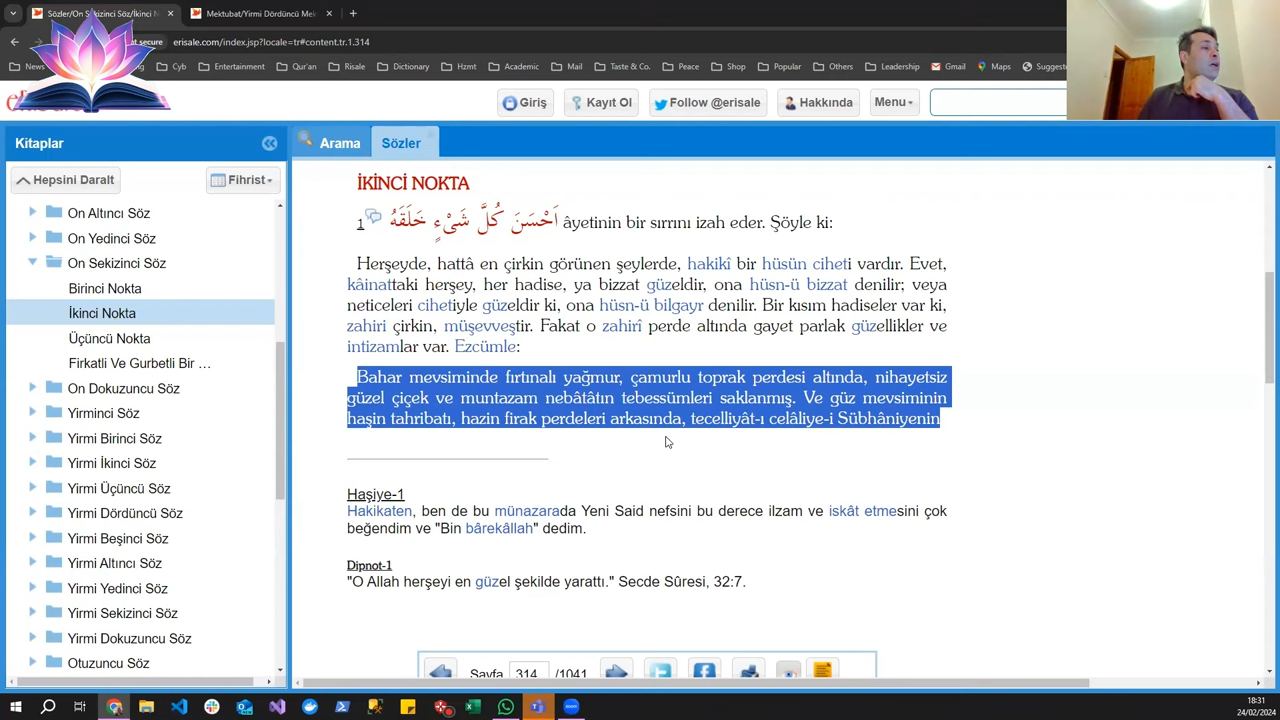 Sözler/On Sekizinci Söz/İkinci N
Mektubat/Yirmi Dördüncü Mek
secure erisale.com/index.jsp?locale=tr#content.tr.1.314
News
Cyb
Entertainment
Qur'an
Risale
Dictionary
Hzmt
Academic
Mail
Taste & Co.
Peace
Shop
Popular
Others
Leadership
Gmail
Maps
Suggest
Giriş
Kayıt Ol
Follow @erisale
Hakkında
Menu
Kitaplar
Arama
Sözler
Hepsini Daralt
Fihrist
On Altıncı Söz
On Yedinci Söz
On Sekizinci Söz
Birinci Nokta
İkinci Nokta
Üçüncü Nokta
Firkatli Ve Gurbetli Bir ...
On Dokuzuncu Söz
Yirminci Söz
Yirmi Birinci Söz
Yirmi İkinci Söz
Yirmi Üçüncü Söz
Yirmi Dördüncü Söz
Yirmi Beşinci Söz
Yirmi Altıncı Söz
Yirmi Yedinci Söz
Yirmi Sekizinci Söz
Yirmi Dokuzuncu Söz
Otuzuncu Söz
İKİNCİ NOKTA
1 اَحْسَنَ كُلَّ شَىْءٍ خَلَقَهُ âyetinin bir sırrını izah eder. Şöyle ki:
Herşeyde, hattâ en çirkin görünen şeylerde, hakikî bir hüsün ciheti vardır. Evet,
kâinattaki herşey, her hadise, ya bizzat güzeldir, ona hüsn-ü bizzat denilir; veya
neticeleri cihetiyle güzeldir ki, ona hüsn-ü bilgayr denilir. Bir kısım hadiseler var ki,
zahiri çirkin, müşevveştir. Fakat o zahirî perde altında gayet parlak güzellikler ve
intizamlar var. Ezcümle:
Bahar mevsiminde fırtınalı yağmur, çamurlu toprak perdesi altında, nihayetsiz
güzel çiçek ve muntazam nebâtâtın tebessümleri saklanmış. Ve güz mevsiminin
haşin tahribatı, hazin firak perdeleri arkasında, tecelliyât-ı celâliye-i Sübhâniyenin
Haşiye-1
Hakikaten, ben de bu münazarada Yeni Said nefsini bu derece ilzam ve iskât etmesini çok
beğendim ve "Bin bârekâllah" dedim.
Dipnot-1
"O Allah herşeyi en güzel şekilde yarattı." Secde Sûresi, 32:7.
Sayfa 314 /1041
18:31
24/02/2024